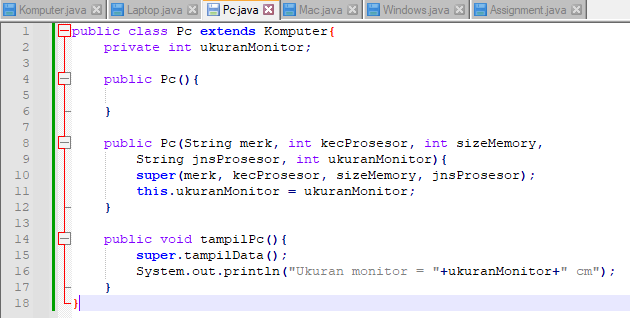 Komputer.java Laptop.java Pc.java Mac.java Windows.java Assignment.java
1 public class Pc extends Komputer{
2 private int ukuranMonitor;
3
4 public Pc(){
5
6 }
7
8 public Pc(String merk, int kecProsesor, int sizeMemory,
9 String jnsProsesor, int ukuranMonitor){
10 super(merk, kecProsesor, sizeMemory, jnsProsesor);
11 this.ukuranMonitor = ukuranMonitor;
12 }
13
14 public void tampilPc(){
15 super.tampilData();
16 System.out.println("Ukuran monitor = "+ukuranMonitor+" cm");
17 }
18 }